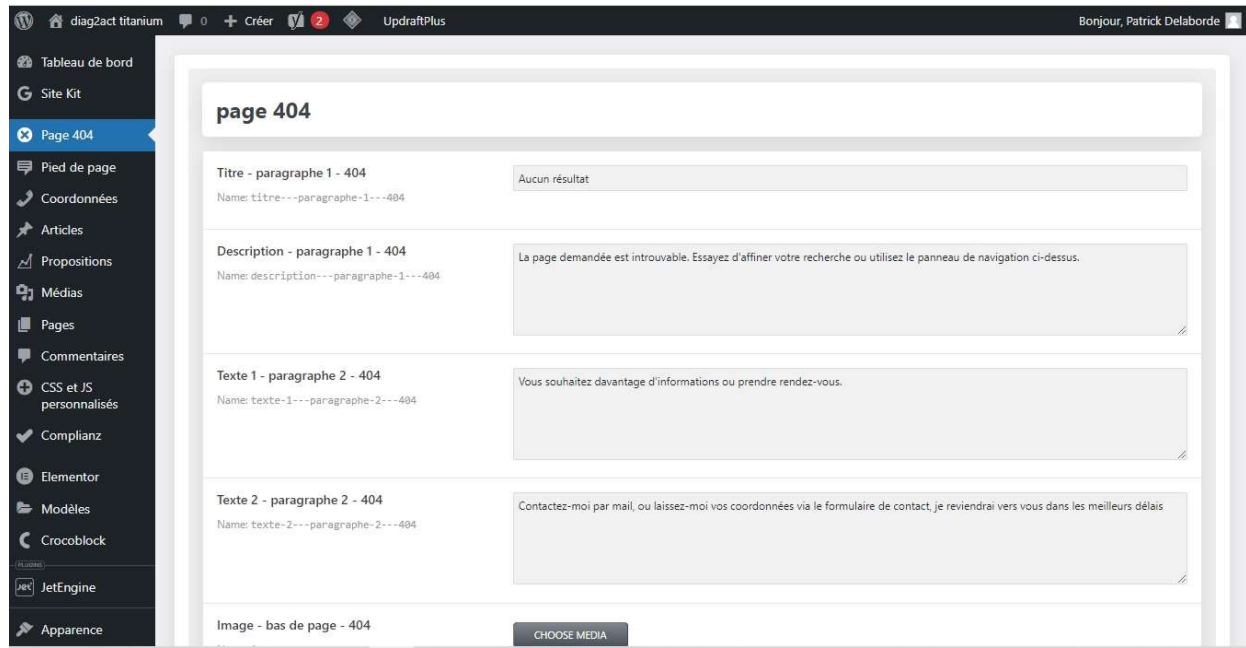 diag2act titanium 0 Créer 2 UpdraftPlus Bonjour, Patrick Delaborde
Tableau de bord
Site Kit
Page 404
Pied de page
Coordonnées
Articles
Propositions
Médias
Pages
Commentaires
CSS et JS
personnalisés
Complianz
Elementor
Modèles
Crocoblock
PLUGINS
JetEngine
Apparence
page 404
Titre - paragraphe 1 - 404
Name: titre---paragraphe-1---404
Aucun résultat
Description - paragraphe 1 - 404
Name: description---paragraphe-1---404
La page demandée est introuvable. Essayez d'affiner votre recherche ou utilisez le panneau de navigation ci-dessus.
Texte 1 - paragraphe 2 - 404
Name: texte-1---paragraphe-2---404
Vous souhaitez davantage d'informations ou prendre rendez-vous.
Texte 2 - paragraphe 2 - 404
Name: texte-2---paragraphe-2---404
Contactez-moi par mail, ou laissez-moi vos coordonnées via le formulaire de contact, je reviendrai vers vous dans les meilleurs délais
Image - bas de page - 404
CHOOSE MEDIA